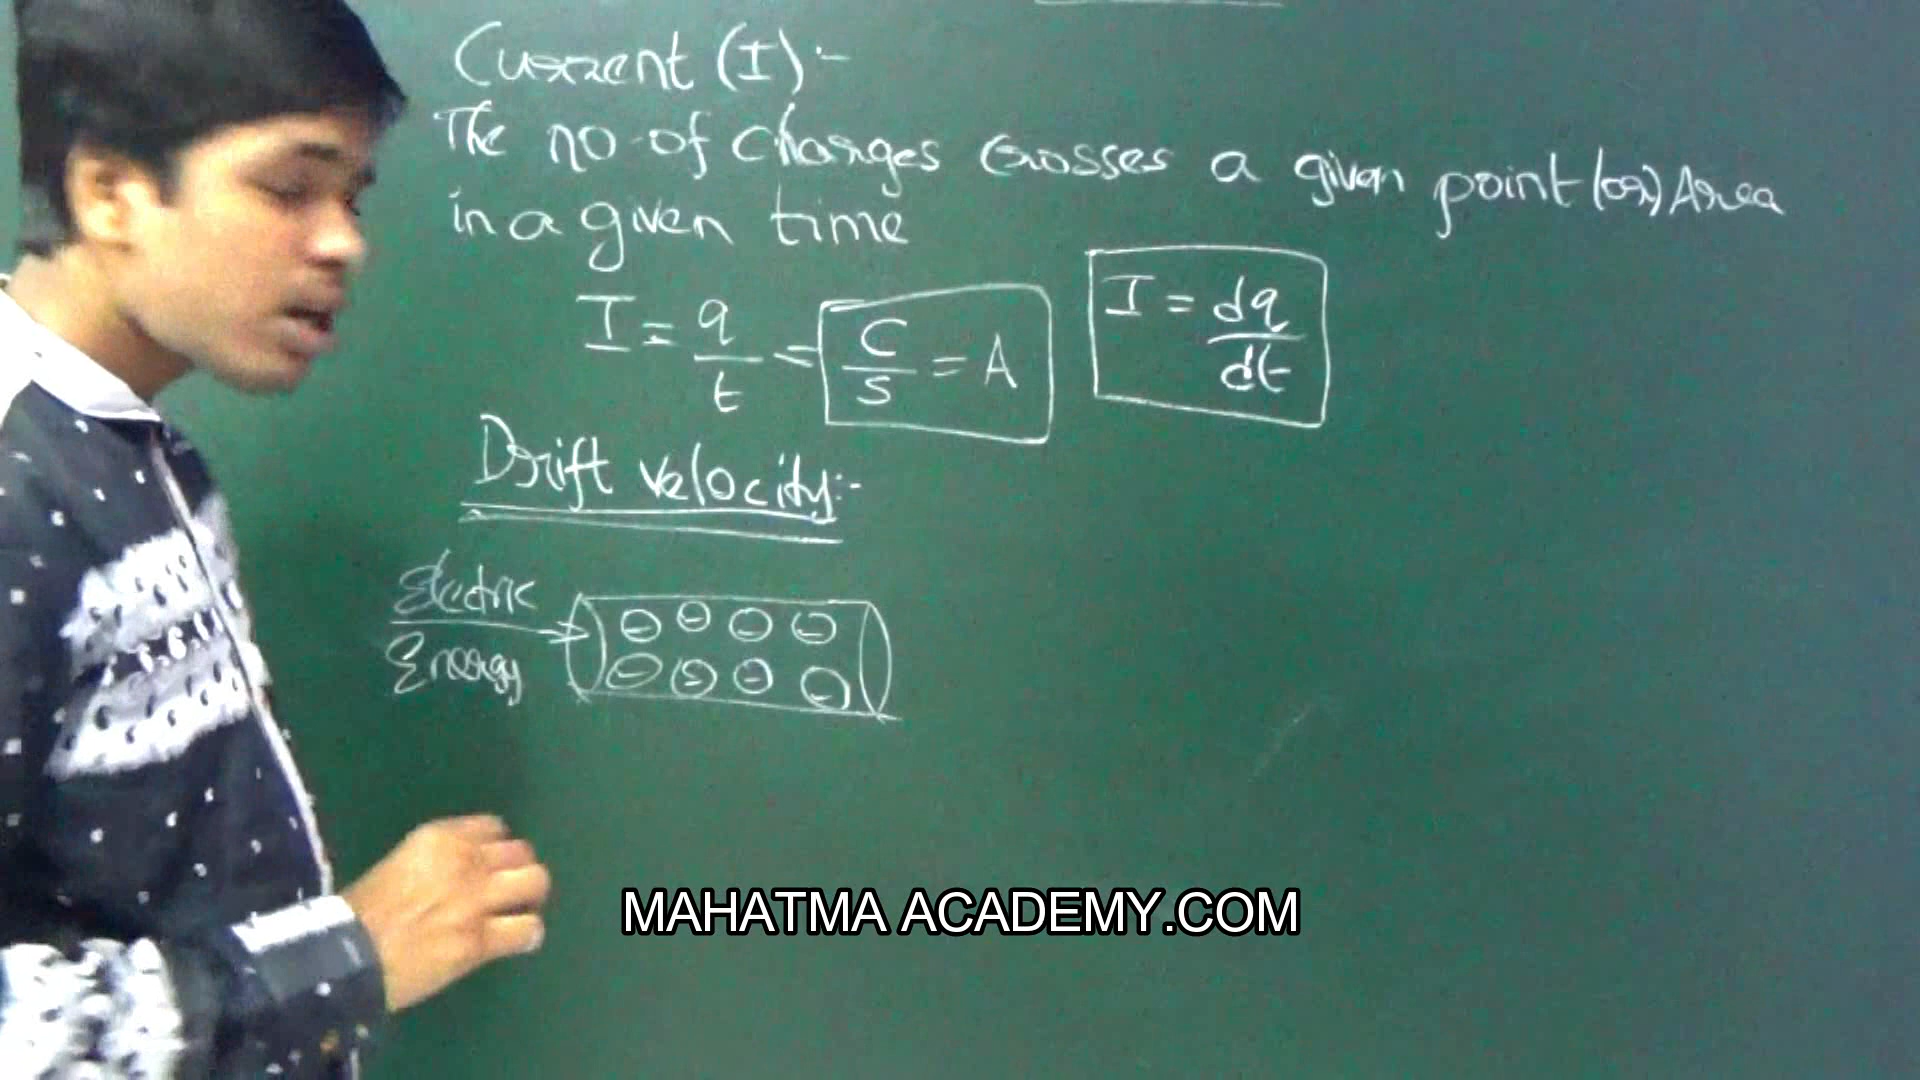 Current (I):-
The no. of charges crosses a given point (or) Area
in a given time
I = q/t = C/s = A
I = dq/dt
Drift velocity:-
Electric
Energy
MAHATMA ACADEMY.COM